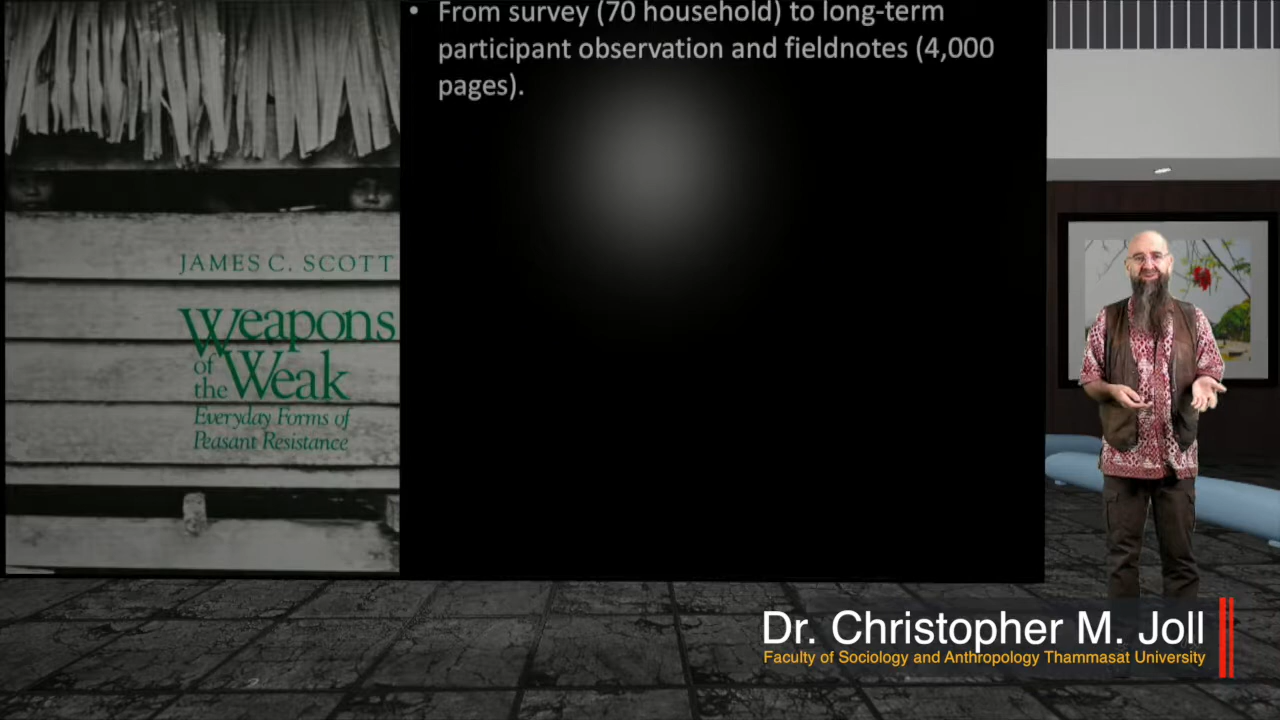 • From survey (70 household) to long-term
participant observation and fieldnotes (4,000
pages).
JAMES C. SCOTT
Weapons
of
the Weak
Everyday Forms of
Peasant Resistance
Dr. Christopher M. Joll
Faculty of Sociology and Anthropology Thammasat University